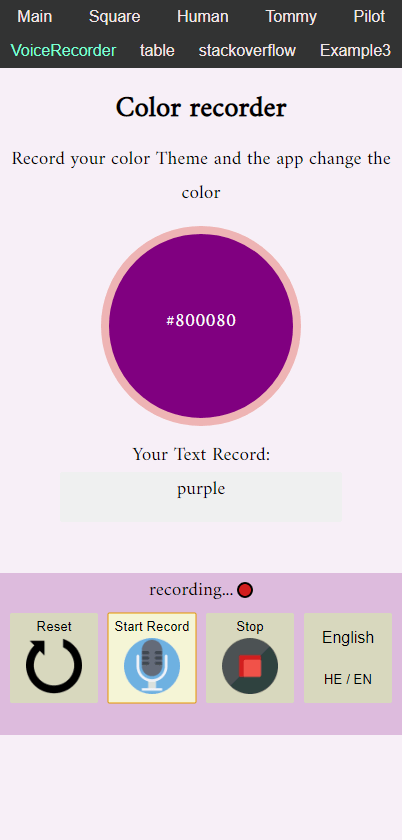 Main Square Human Tommy Pilot
VoiceRecorder table stackoverflow Example3
Color recorder
Record your color Theme and the app change the
color
#800080
Your Text Record:
purple
recording...
Reset Start Record Stop
English
HE / EN